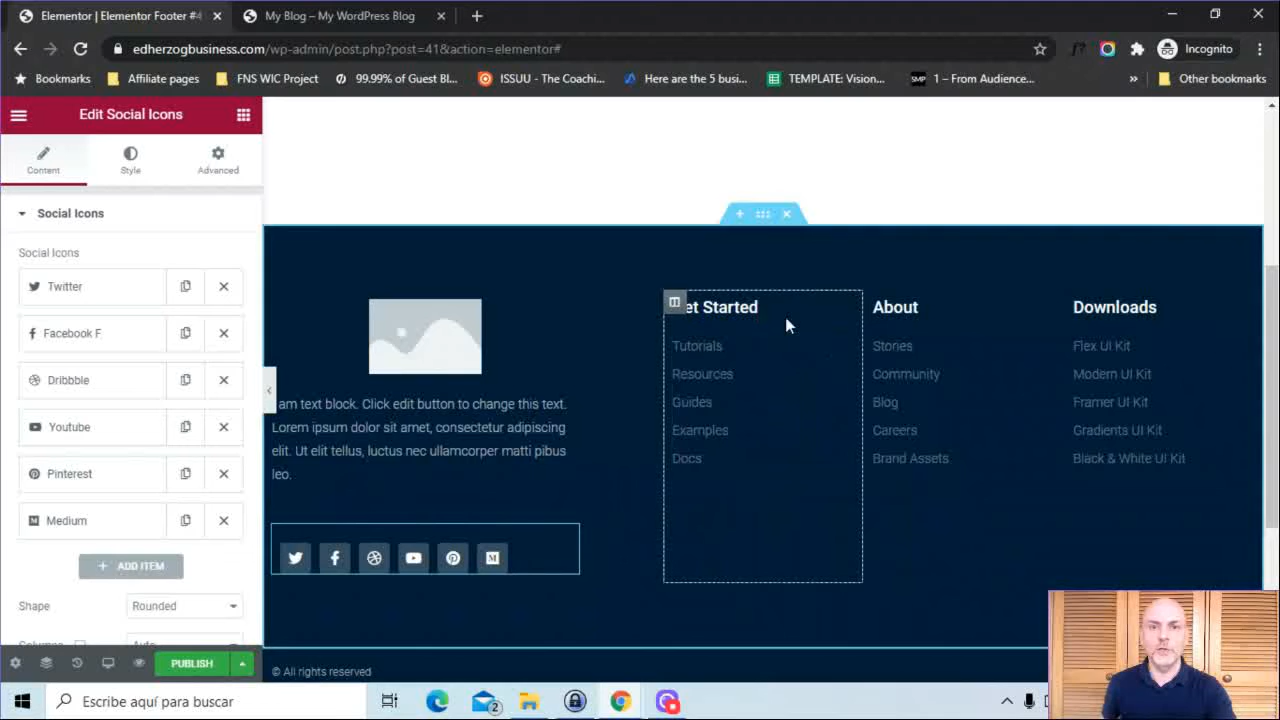 Elementor | Elementor Footer #4
My Blog – My WordPress Blog
edherzogbusiness.com/wp-admin/post.php?post=41&action=elementor#
Incognito
Bookmarks
Affiliate pages
FNS WIC Project
99.99% of Guest Bl...
ISSUU - The Coachi...
Here are the 5 busi...
TEMPLATE: Vision...
SMP
1 – From Audience...
»
Other bookmarks
Edit Social Icons
Content
Style
Advanced
Social Icons
Social Icons
Twitter
Facebook F
Dribbble
Youtube
Pinterest
Medium
ADD ITEM
Shape
Rounded
Columns
Auto
PUBLISH
am text block. Click edit button to change this text.
Lorem ipsum dolor sit amet, consectetur adipiscing
elit. Ut elit tellus, luctus nec ullamcorper matti pibus
leo.
et Started
Tutorials
Resources
Guides
Examples
Docs
About
Stories
Community
Blog
Careers
Brand Assets
Downloads
Flex UI Kit
Modern UI Kit
Framer UI Kit
Gradients UI Kit
Black & White UI Kit
© All rights reserved
Escribe aquí para buscar
2